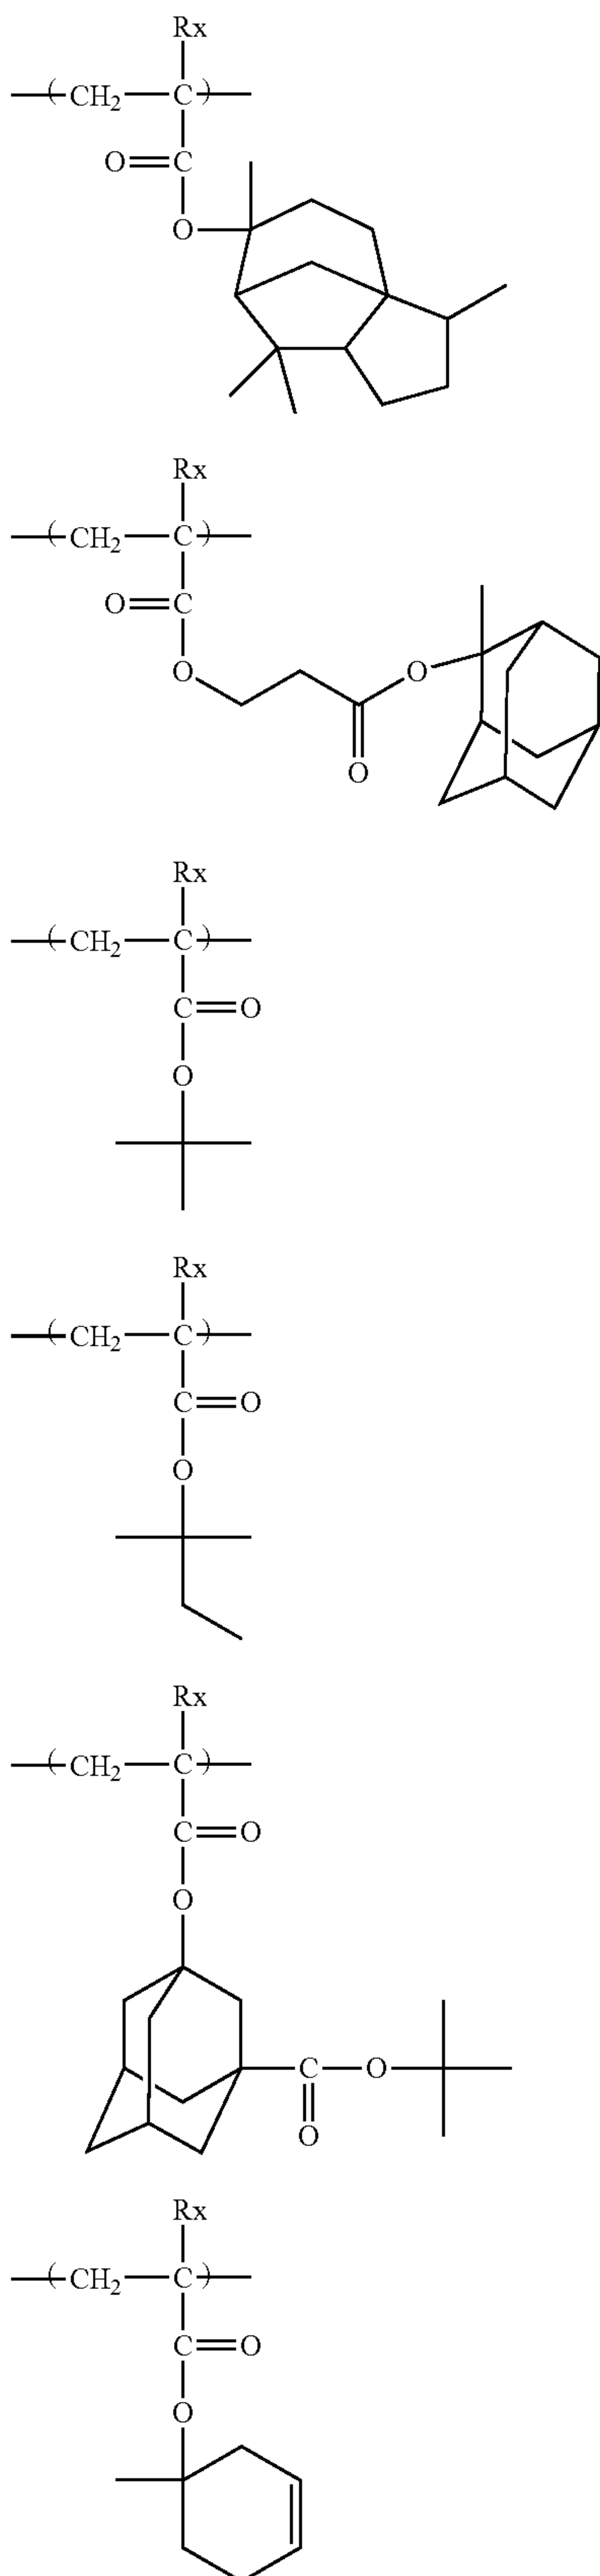 Rx
( CH₂ C )
O C
O
Rx
( CH₂ C )
O C
O O
O
Rx
( CH₂ C )
C O
O
Rx
( CH₂ C )
C O
O
Rx
( CH₂ C )
C O
O
C O
O
Rx
( CH₂ C )
C O
O